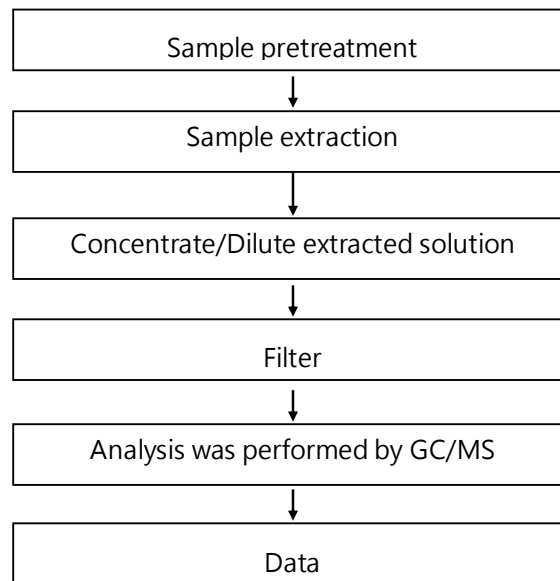 Sample pretreatment
Sample extraction
Concentrate/Dilute extracted solution
Filter
Analysis was performed by GC/MS
Data